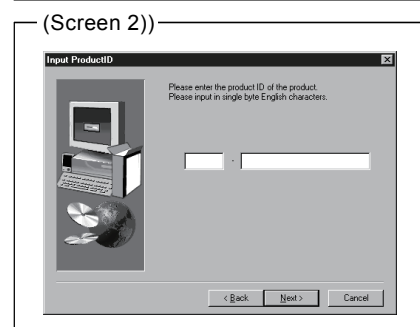 (Screen 2))
Input ProductID
Please enter the product ID of the product.
Please input in single byte English characters.
-
< Back Next > Cancel